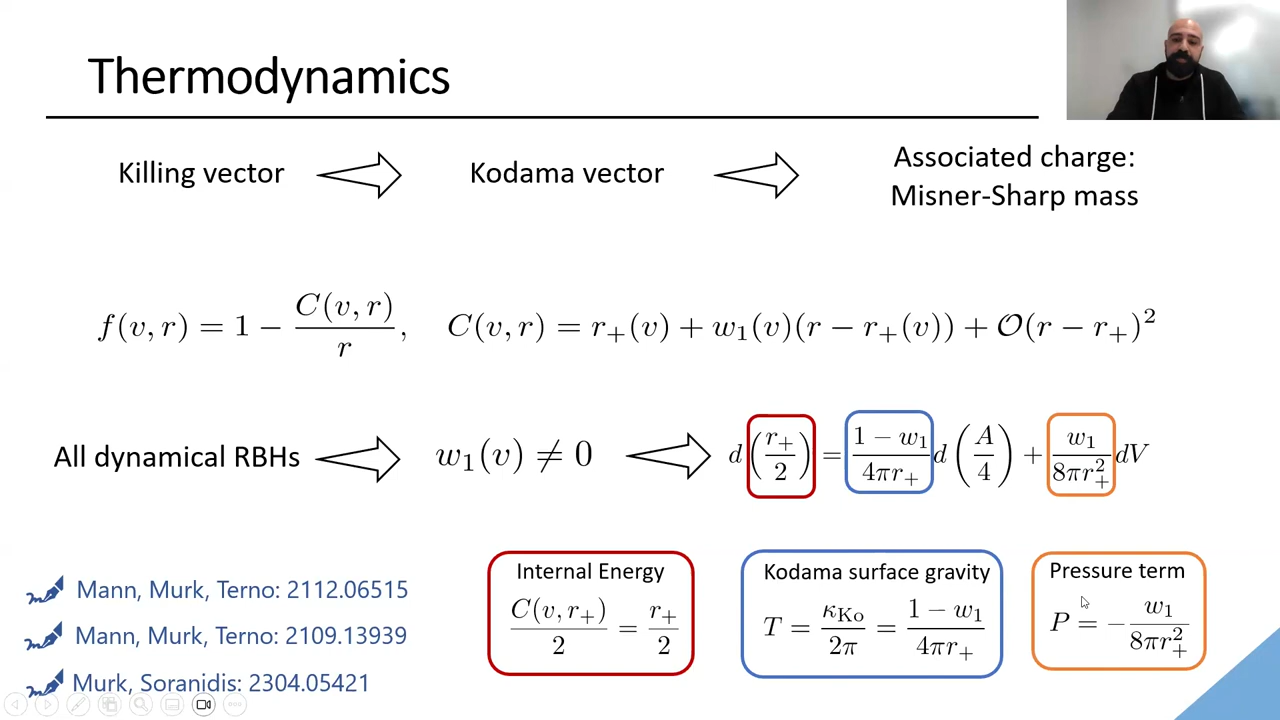 Thermodynamics
Killing vector
Kodama vector
Associated charge:
Misner-Sharp mass
f(v, r) = 1 − C(v, r)/r, C(v, r) = r₊(v) + w₁(v)(r − r₊(v)) + 𝒪(r − r₊)²
All dynamical RBHs
w₁(v) ≠ 0
d(r₊/2) = (1 − w₁)/(4πr₊) d(A/4) + w₁/(8πr₊²) dV
Internal Energy
C(v, r₊)/2 = r₊/2
Kodama surface gravity
T = κ_Ko/2π = (1 − w₁)/(4πr₊)
Pressure term
P = − w₁/(8πr₊²)
Mann, Murk, Terno: 2112.06515
Mann, Murk, Terno: 2109.13939
Murk, Soranidis: 2304.05421